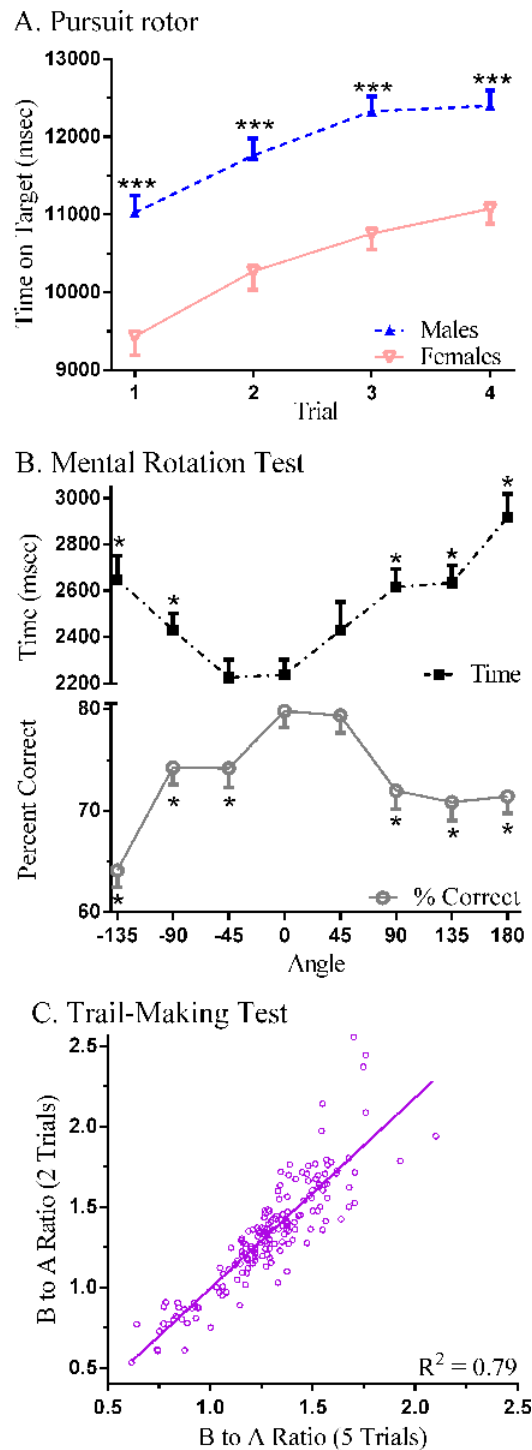 A. Pursuit rotor
13000
12000
11000
10000
9000
Time on Target (msec)
***
***
***
***
Males
Females
1 2 3 4
Trial
B. Mental Rotation Test
3000
2800
2600
2400
2200
Time (msec)
*
*
*
*
*
Time
80
70
60
Percent Correct
*
*
*
*
*
*
% Correct
-135 -90 -45 0 45 90 135 180
Angle
C. Trail-Making Test
2.5
2.0
1.5
1.0
0.5
B to A Ratio (2 Trials)
R² = 0.79
0.5 1.0 1.5 2.0 2.5
B to A Ratio (5 Trials)